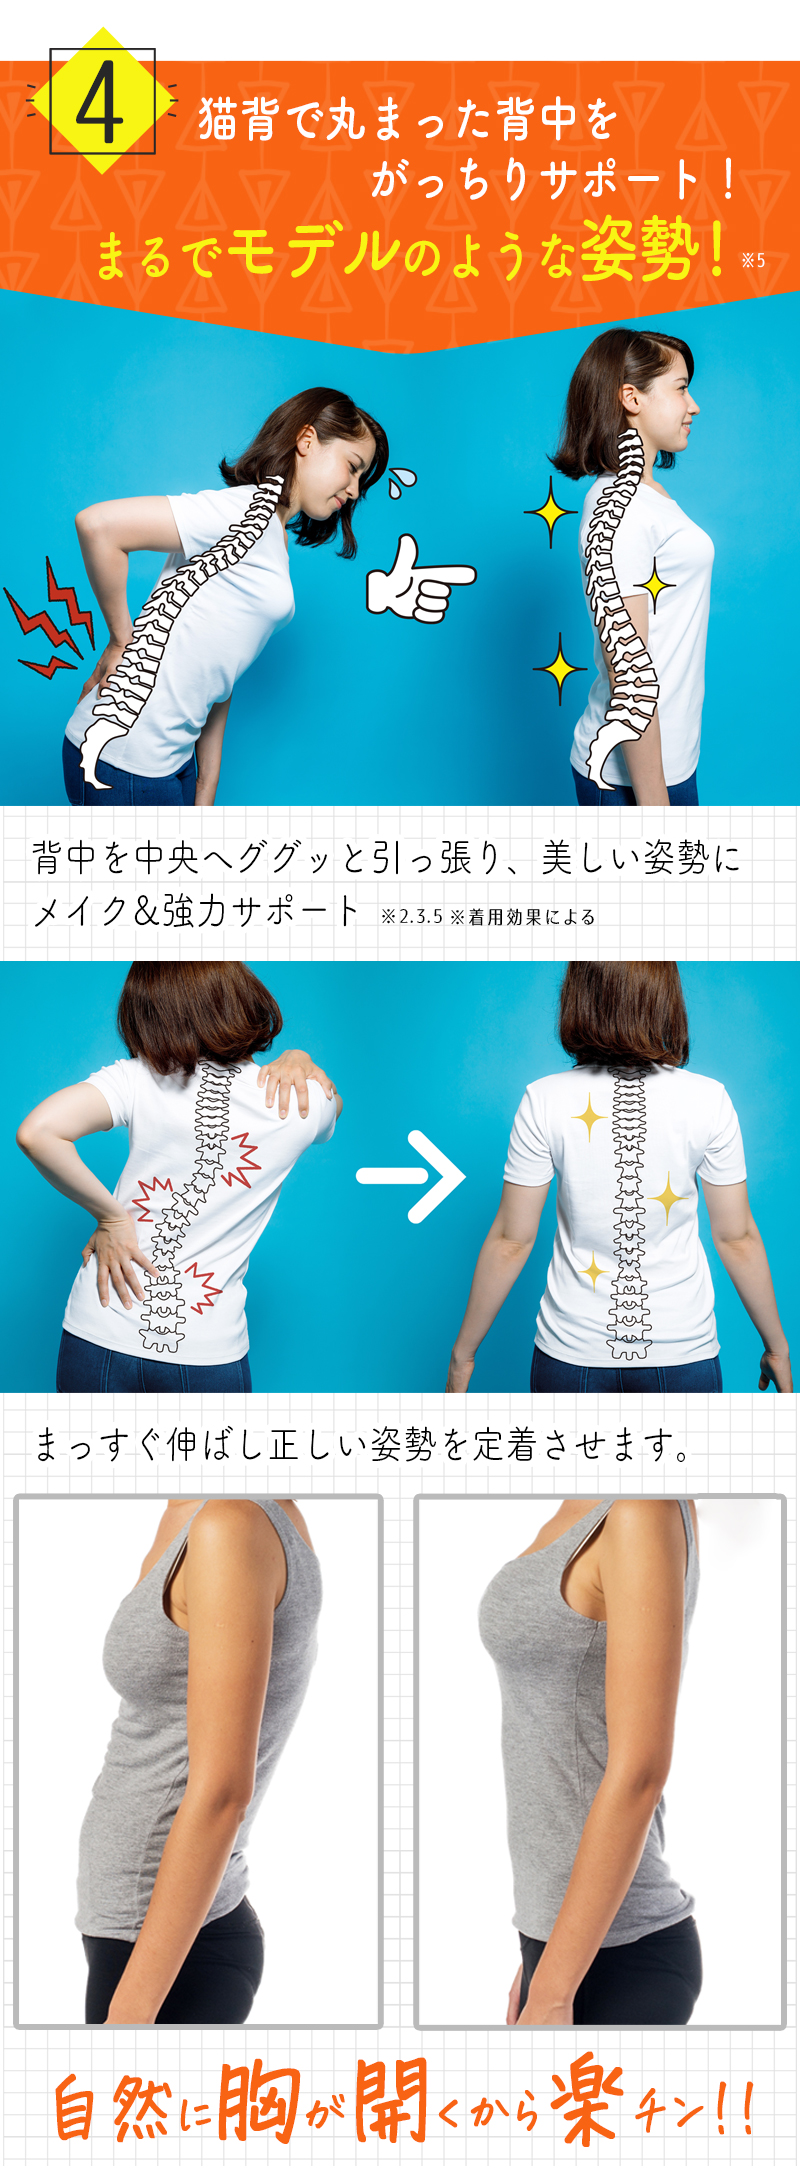 4
猫背で丸まった背中を
がっちりサポート！
まるでモデルのような姿勢！ ※5
背中を中央へググッと引っ張り、美しい姿勢に
メイク&強力サポート ※2.3.5 ※着用効果による
まっすぐ伸ばし正しい姿勢を定着させます。
自然に胸が開くから楽チン!!